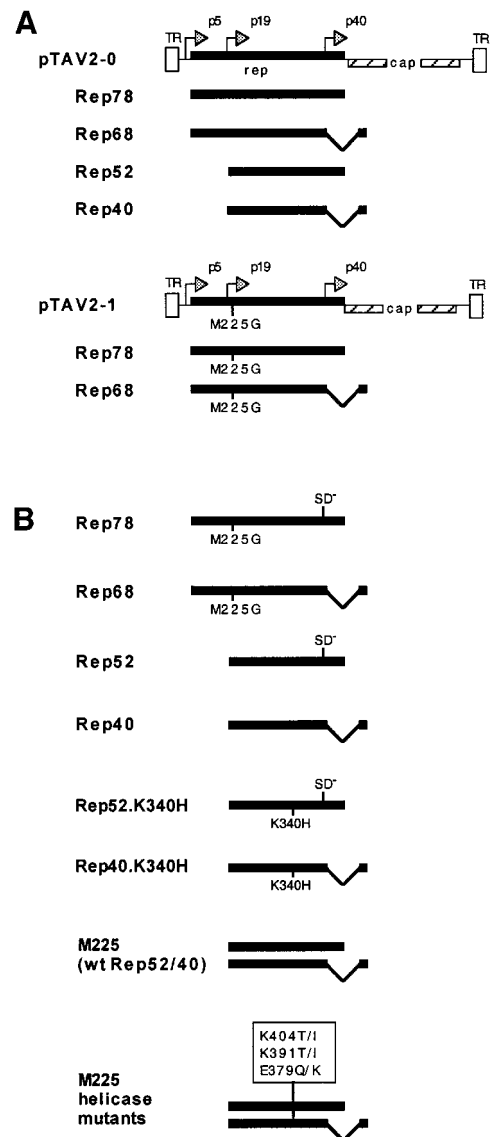 A
p5 p19 p40
TR TR
pTAV2-0
rep cap
Rep78
Rep68
Rep52
Rep40
p5 p19 p40
TR TR
pTAV2-1
cap
M225G
Rep78
M225G
Rep68
M225G
B
SD-
Rep78
M225G
Rep68
M225G
SD-
Rep52
Rep40
SD-
Rep52.K340H
K340H
Rep40.K340H
K340H
M225
(wt Rep52/40)
K404T/I
K391T/I
E379Q/K
M225
helicase
mutants